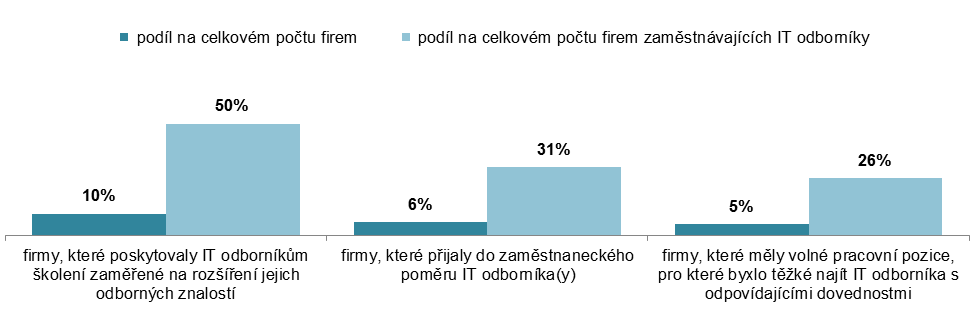 podíl na celkovém počtu firem
podíl na celkovém počtu firem zaměstnávajících IT odborníky
50%
31%
26%
10%
6%
5%
firmy, které poskytovaly IT odborníkům
školení zaměřené na rozšíření jejich
odborných znalostí
firmy, které přijaly do zaměstnaneckého
poměru IT odborníka(y)
firmy, které měly volné pracovní pozice,
pro které byxlo těžké najít IT odborníka s
odpovídajícími dovednostmi